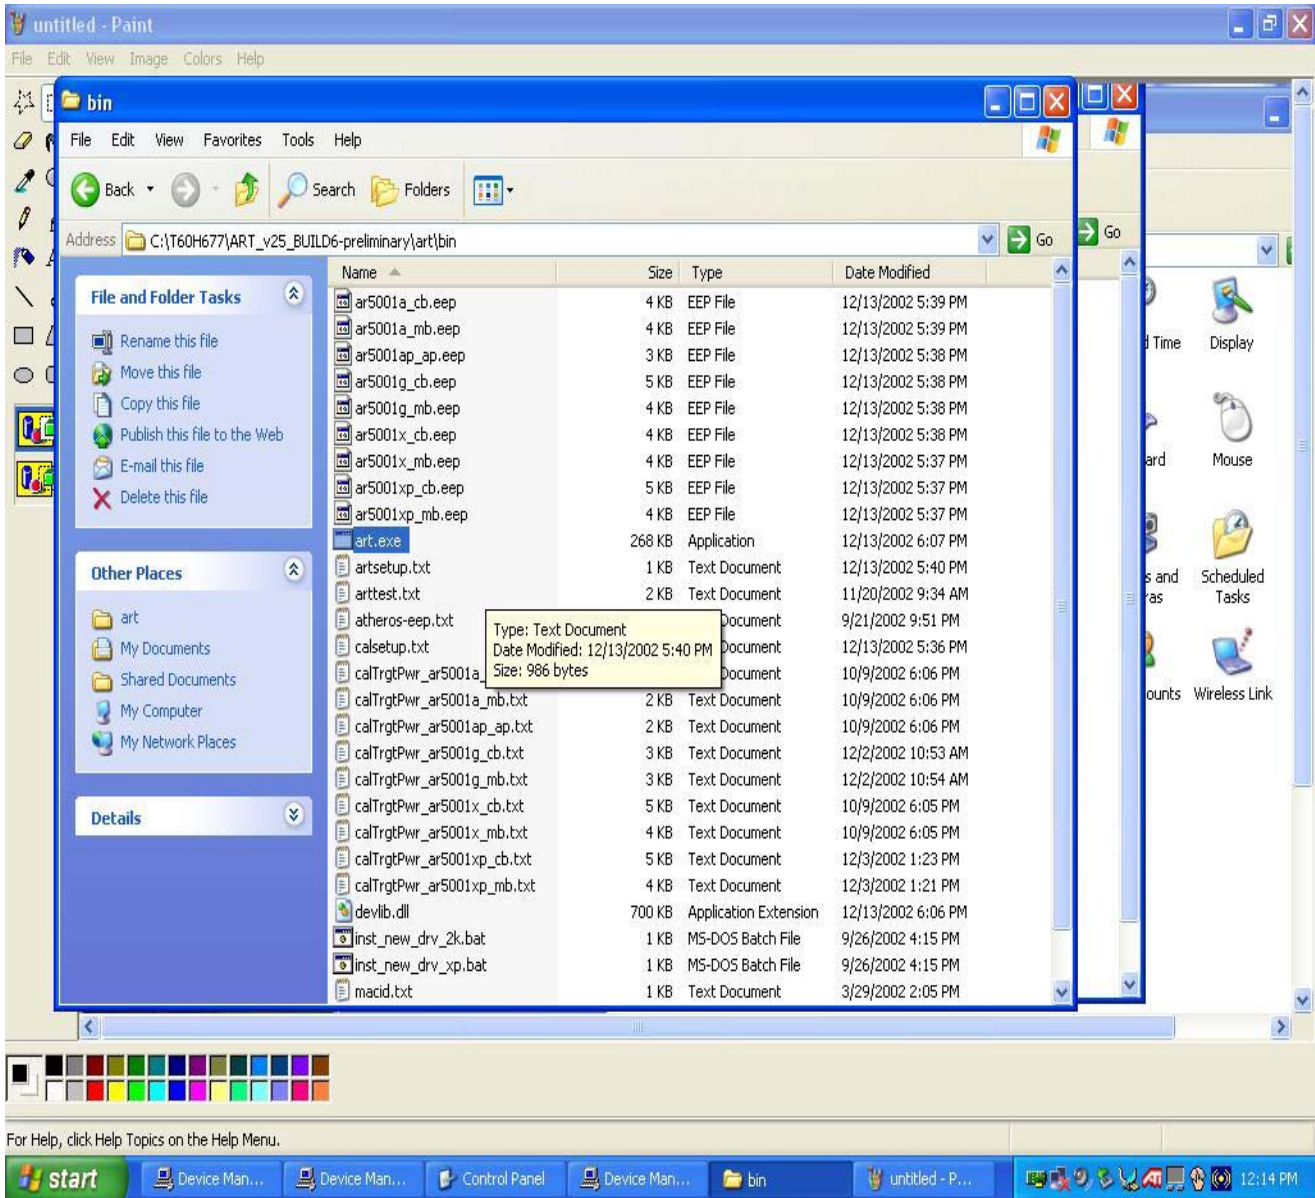 untitled - Paint
File Edit View Image Colors Help
bin
File Edit View Favorites Tools Help
Back Search Folders
Address C:\T60H677\ART_v25_BUILD6-preliminary\art\bin Go Go
Name Size Type Date Modified
File and Folder Tasks
Rename this file
Move this file
Copy this file
Publish this file to the Web
E-mail this file
Delete this file
Other Places
art
My Documents
Shared Documents
My Computer
My Network Places
Details
ar5001a_cb.eep 4 KB EEP File 12/13/2002 5:39 PM
ar5001a_mb.eep 4 KB EEP File 12/13/2002 5:39 PM
ar5001ap_ap.eep 3 KB EEP File 12/13/2002 5:38 PM
ar5001g_cb.eep 5 KB EEP File 12/13/2002 5:38 PM
ar5001g_mb.eep 4 KB EEP File 12/13/2002 5:38 PM
ar5001x_cb.eep 4 KB EEP File 12/13/2002 5:38 PM
ar5001x_mb.eep 4 KB EEP File 12/13/2002 5:37 PM
ar5001xp_cb.eep 5 KB EEP File 12/13/2002 5:37 PM
ar5001xp_mb.eep 4 KB EEP File 12/13/2002 5:37 PM
art.exe 268 KB Application 12/13/2002 6:07 PM
artsetup.txt 1 KB Text Document 12/13/2002 5:40 PM
arttest.txt 2 KB Text Document 11/20/2002 9:34 AM
atheros-eep.txt Document 9/21/2002 9:51 PM
calsetup.txt Document 12/13/2002 5:36 PM
calTrgtPwr_ar5001a_ Document 10/9/2002 6:06 PM
calTrgtPwr_ar5001a_mb.txt 2 KB Text Document 10/9/2002 6:06 PM
calTrgtPwr_ar5001ap_ap.txt 2 KB Text Document 10/9/2002 6:06 PM
calTrgtPwr_ar5001g_cb.txt 3 KB Text Document 12/2/2002 10:53 AM
calTrgtPwr_ar5001g_mb.txt 3 KB Text Document 12/2/2002 10:54 AM
calTrgtPwr_ar5001x_cb.txt 5 KB Text Document 10/9/2002 6:05 PM
calTrgtPwr_ar5001x_mb.txt 4 KB Text Document 10/9/2002 6:05 PM
calTrgtPwr_ar5001xp_cb.txt 5 KB Text Document 12/3/2002 1:23 PM
calTrgtPwr_ar5001xp_mb.txt 4 KB Text Document 12/3/2002 1:21 PM
devlib.dll 700 KB Application Extension 12/13/2002 6:06 PM
inst_new_drv_2k.bat 1 KB MS-DOS Batch File 9/26/2002 4:15 PM
inst_new_drv_xp.bat 1 KB MS-DOS Batch File 9/26/2002 4:15 PM
macid.txt 1 KB Text Document 3/29/2002 2:05 PM
Type: Text Document
Date Modified: 12/13/2002 5:40 PM
Size: 986 bytes
Time Display
ard Mouse
s and Scheduled
ras Tasks
ounts Wireless Link
For Help, click Help Topics on the Help Menu.
start Device Man... Device Man... Control Panel Device Man... bin untitled - P... ATI 12:14 PM